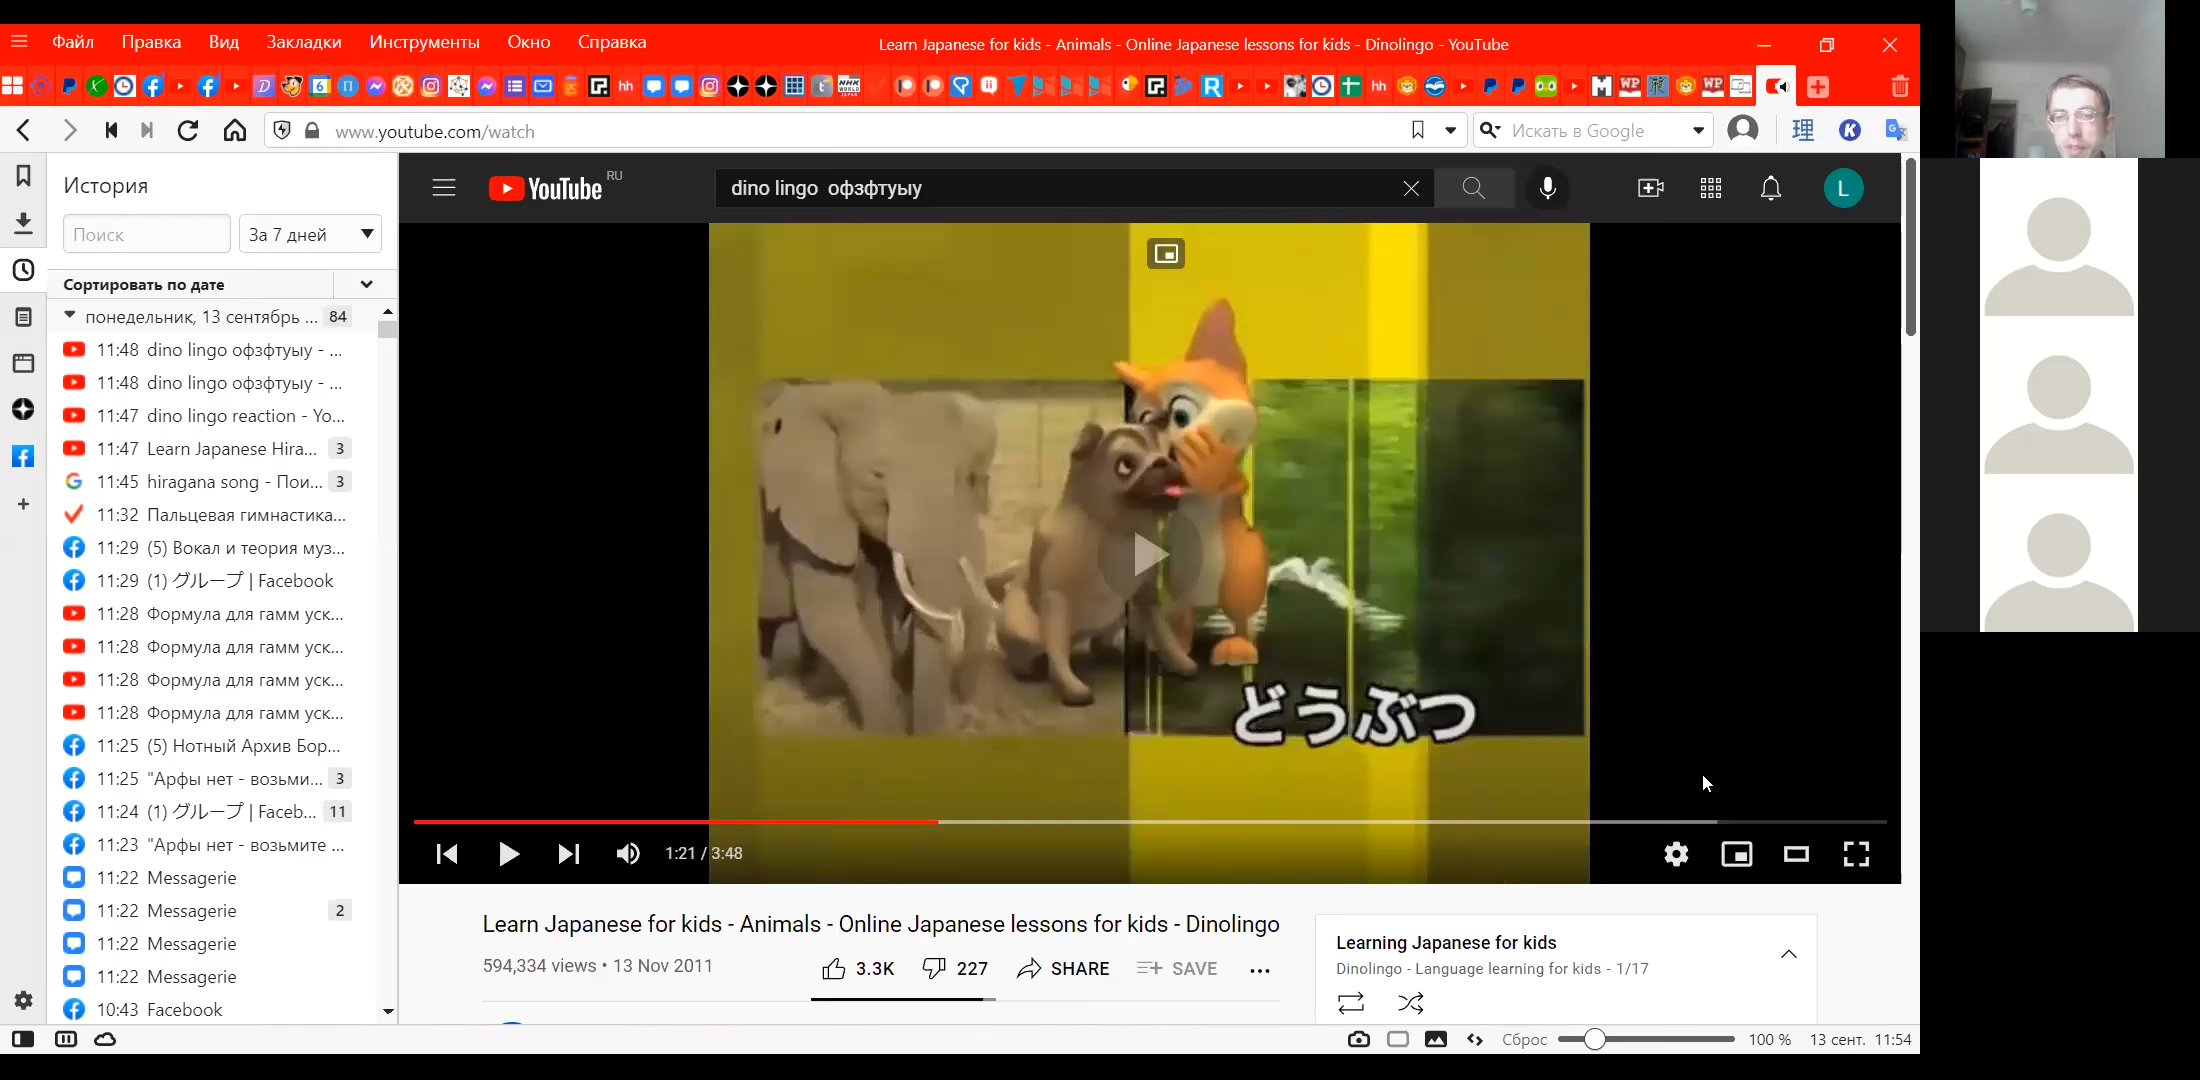 Файл Правка Вид Закладки Инструменты Окно Справка
Learn Japanese for kids - Animals - Online Japanese lessons for kids - Dinolingo - YouTube
www.youtube.com/watch
Искать в Google
История
Поиск
За 7 дней
Сортировать по дате
понедельник, 13 сентябрь ... 84
11:48 dino lingo офзфтуыу - ...
11:48 dino lingo офзфтуыу - ...
11:47 dino lingo reaction - Yo...
11:47 Learn Japanese Hira... 3
11:45 hiragana song - Пои... 3
11:32 Пальцевая гимнастика...
11:29 (5) Вокал и теория муз...
11:29 (1) グループ | Facebook
11:28 Формула для гамм уск...
11:28 Формула для гамм уск...
11:28 Формула для гамм уск...
11:28 Формула для гамм уск...
11:25 (5) Нотный Архив Бор...
11:25 "Арфы нет - возьми... 3
11:24 (1) グループ | Faceb... 11
11:23 "Арфы нет - возьмите ...
11:22 Messagerie
11:22 Messagerie 2
11:22 Messagerie
11:22 Messagerie
10:43 Facebook
YouTube RU
dino lingo офзфтуыу
L
どうぶつ
1:21 / 3:48
Learn Japanese for kids - Animals - Online Japanese lessons for kids - Dinolingo
594,334 views • 13 Nov 2011
3.3K 227 SHARE SAVE
Learning Japanese for kids
Dinolingo - Language learning for kids - 1/17
Сброс 100 % 13 сент. 11:54